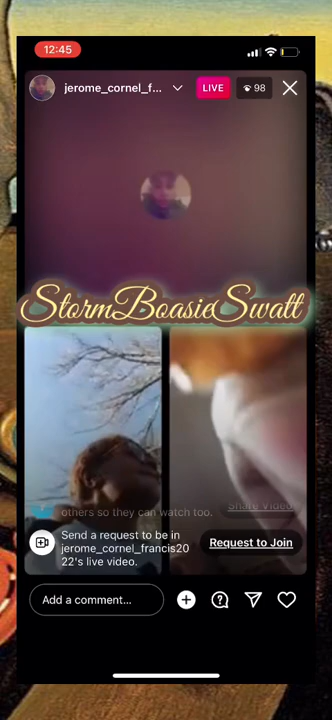 12:45
jerome_cornel_f...
LIVE
98
StormBoasieSwatt
others so they can watch too.
Share Video
Send a request to be in
jerome_cornel_francis20
22's live video.
Request to Join
Add a comment...